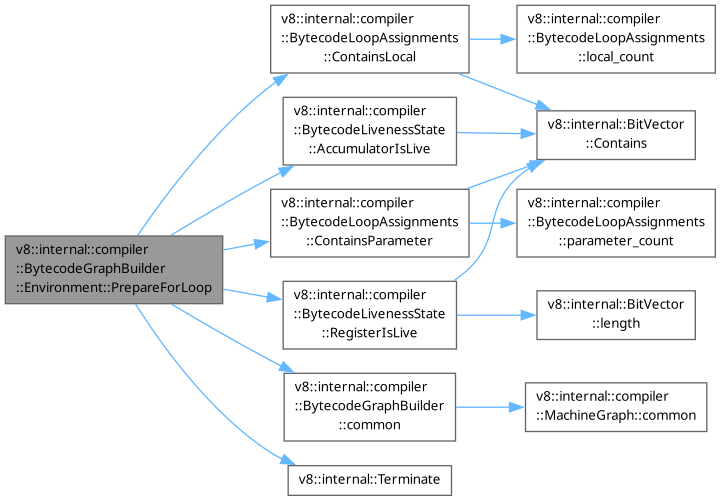 v8::internal::compiler
::BytecodeGraphBuilder
::Environment::PrepareForLoop
v8::internal::compiler
::BytecodeLoopAssignments
::ContainsLocal
v8::internal::compiler
::BytecodeLoopAssignments
::local_count
v8::internal::compiler
::BytecodeLivenessState
::AccumulatorIsLive
v8::internal::BitVector
::Contains
v8::internal::compiler
::BytecodeLoopAssignments
::ContainsParameter
v8::internal::compiler
::BytecodeLoopAssignments
::parameter_count
v8::internal::compiler
::BytecodeLivenessState
::RegisterIsLive
v8::internal::BitVector
::length
v8::internal::compiler
::BytecodeGraphBuilder
::common
v8::internal::compiler
::MachineGraph::common
v8::internal::Terminate